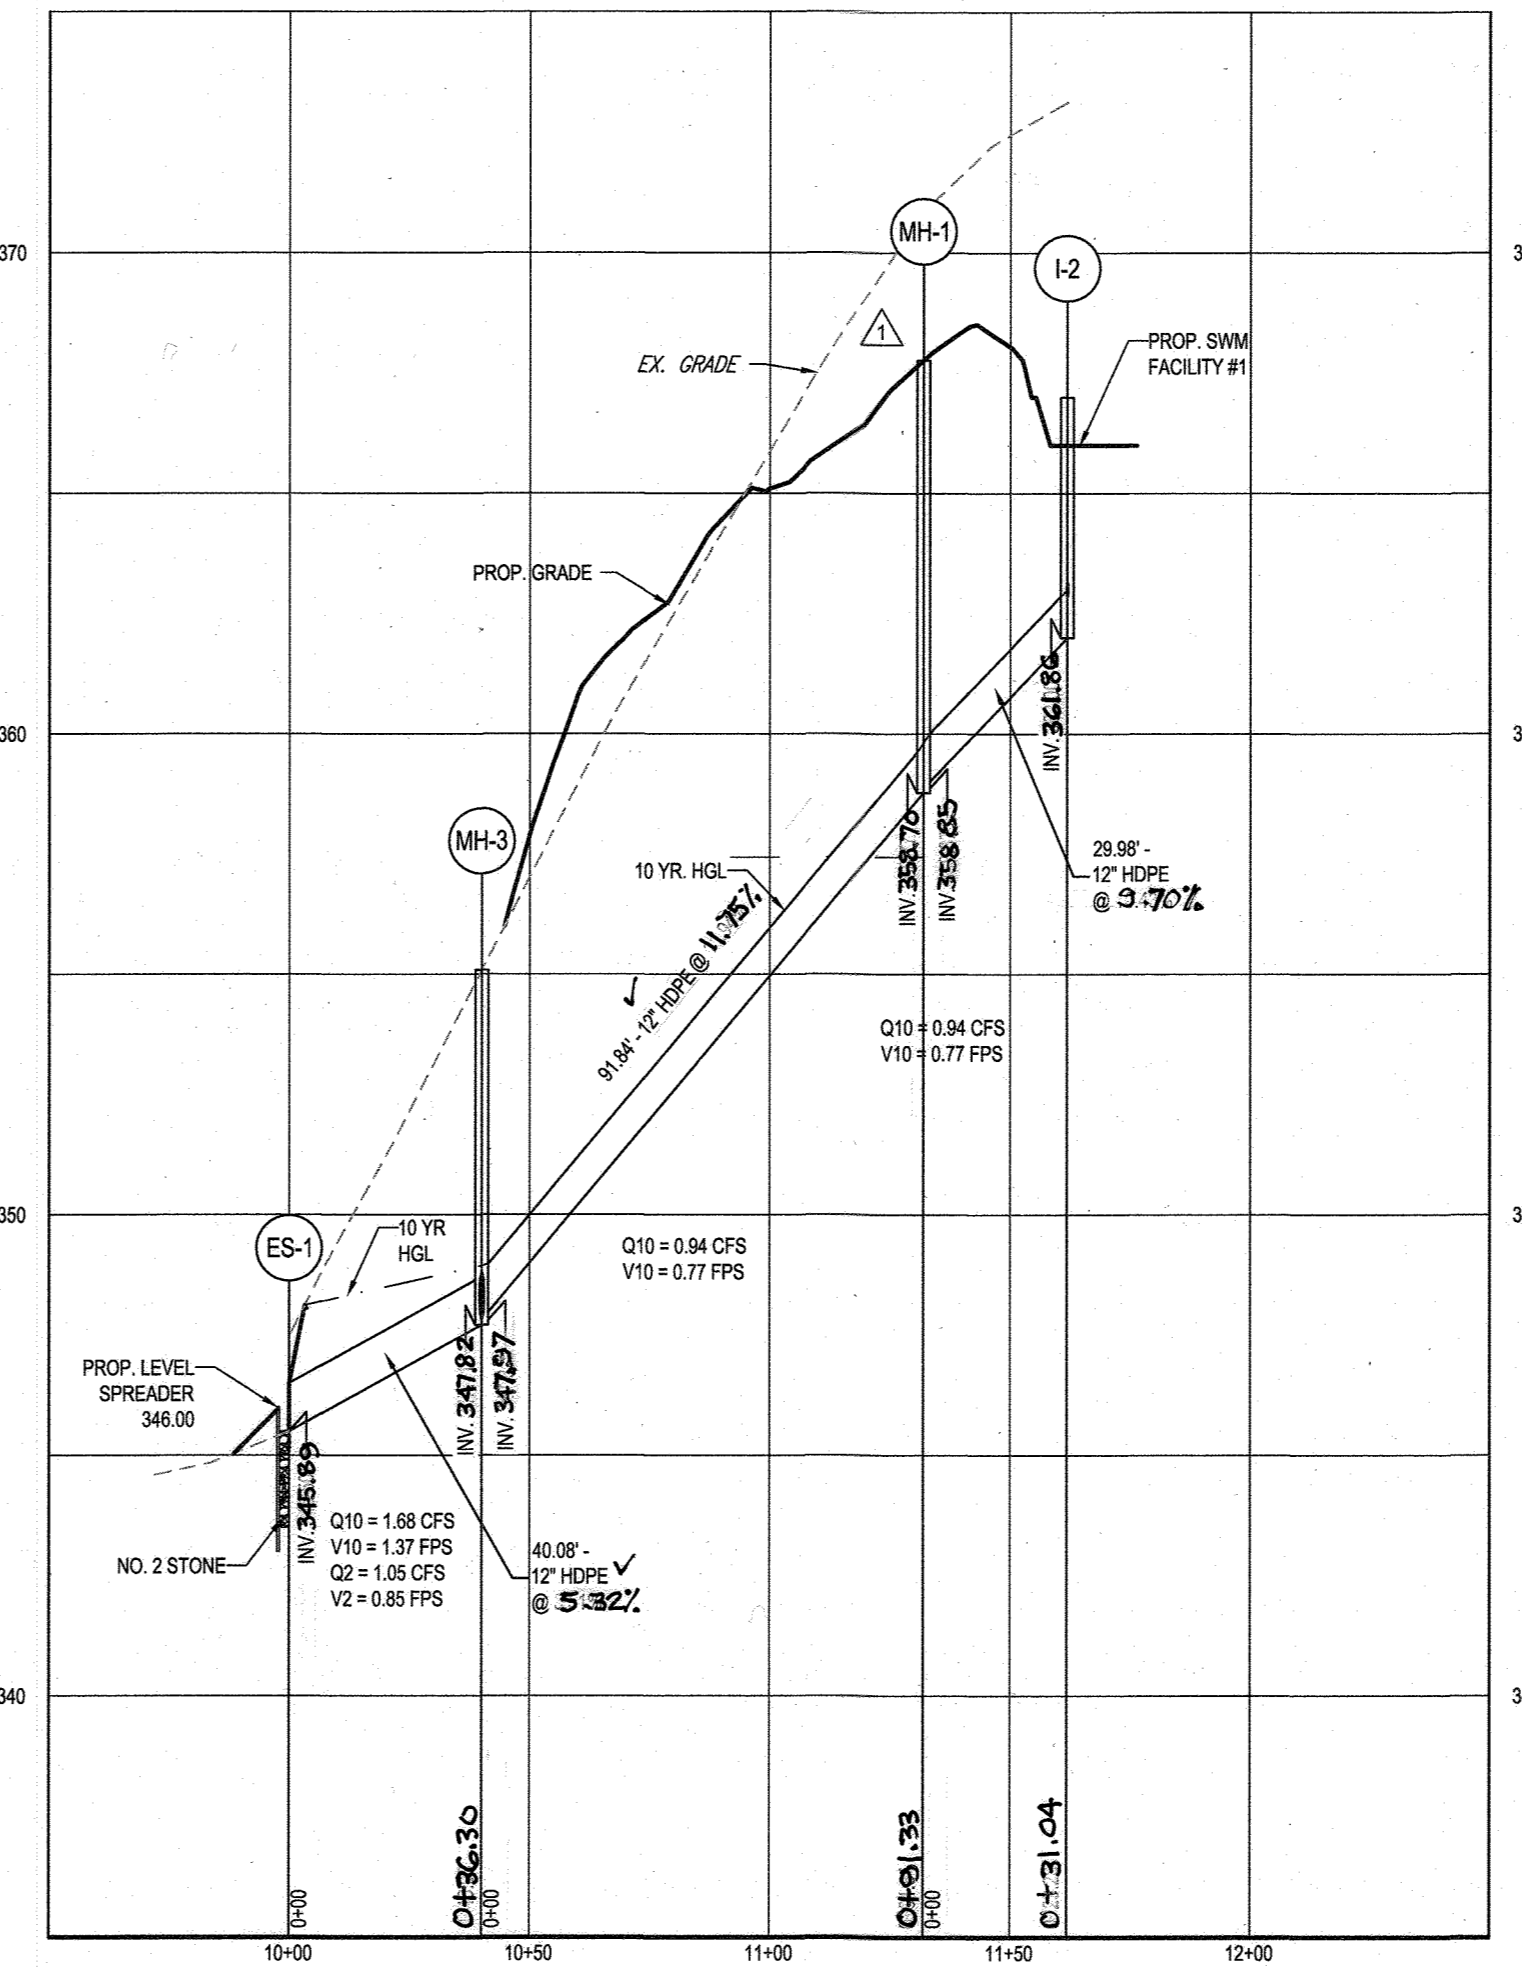 MH-1
370
3
I-2
1
PROP. SWM
FACILITY #1
EX. GRADE
PROP. GRADE
360
3
INV. 361.86
MH-3
INV. 358.70
INV. 358.85
10 YR. HGL
29.98' -
12" HDPE
@ 9.70%
91.84' - 12" HDPE @ 11.75%
✓
Q10 = 0.94 CFS
V10 = 0.77 FPS
350
3
ES-1
10 YR
HGL
Q10 = 0.94 CFS
V10 = 0.77 FPS
PROP. LEVEL
SPREADER
346.00
INV. 347.82
INV. 347.97
INV. 345.89
Q10 = 1.68 CFS
V10 = 1.37 FPS
Q2 = 1.05 CFS
V2 = 0.85 FPS
NO. 2 STONE
40.08' -
12" HDPE ✓
@ 5.32%
340
3
0+00
0+36.30
0+00
0+91.33
0+00
0+31.04
10+00
10+50
11+00
11+50
12+00